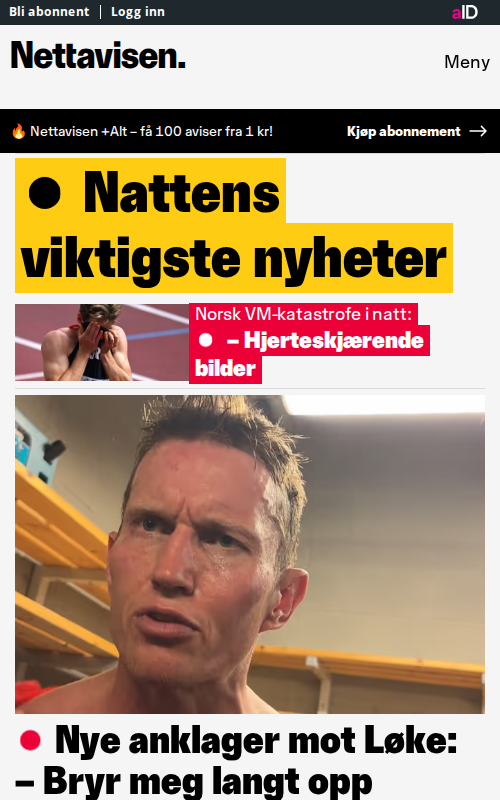 Bli abonnent | Logg inn
aID
Nettavisen.
Meny
🔥 Nettavisen +Alt – få 100 aviser fra 1 kr!
Kjøp abonnement →
● Nattens
viktigste nyheter
Norsk VM-katastrofe i natt:
● – Hjerteskjærende
bilder
● Nye anklager mot Løke:
– Bryr meg langt opp